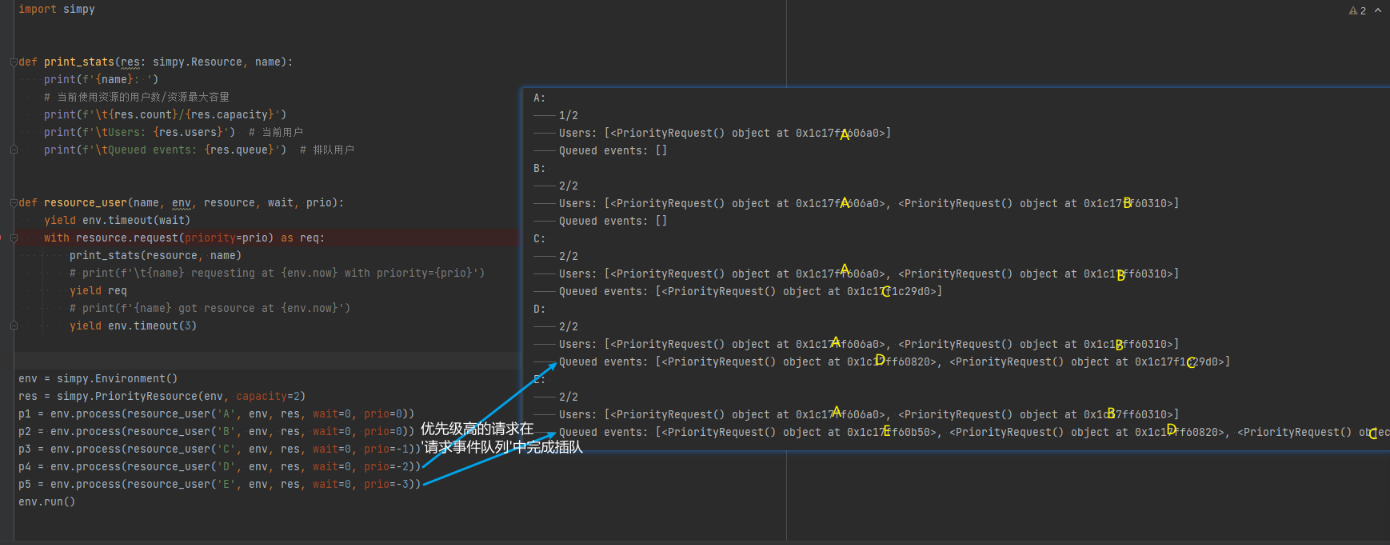 import simpy
2
def print_stats(res: simpy.Resource, name):
print(f'{name}: ')
# 当前使用资源的用户数/资源最大容量
print(f'\t{res.count}/{res.capacity}')
print(f'\tUsers: {res.users}')  # 当前用户
print(f'\tQueued events: {res.queue}')  # 排队用户
def resource_user(name, env, resource, wait, prio):
yield env.timeout(wait)
with resource.request(priority=prio) as req:
print_stats(resource, name)
# print(f'\t{name} requesting at {env.now} with priority={prio}')
yield req
# print(f'{name} got resource at {env.now}')
yield env.timeout(3)
env = simpy.Environment()
res = simpy.PriorityResource(env, capacity=2)
p1 = env.process(resource_user('A', env, res, wait=0, prio=0))
p2 = env.process(resource_user('B', env, res, wait=0, prio=0))
p3 = env.process(resource_user('C', env, res, wait=0, prio=-1))
p4 = env.process(resource_user('D', env, res, wait=0, prio=-2))
p5 = env.process(resource_user('E', env, res, wait=0, prio=-3))
env.run()
优先级高的请求在
'请求事件队列'中完成插队
A:
1/2
Users: [<PriorityRequest() object at 0x1c17ff606a0>]
A
Queued events: []
B:
2/2
Users: [<PriorityRequest() object at 0x1c17ff606a0>, <PriorityRequest() object at 0x1c17ff60310>]
A B
Queued events: []
C:
2/2
Users: [<PriorityRequest() object at 0x1c17ff606a0>, <PriorityRequest() object at 0x1c17ff60310>]
A B
Queued events: [<PriorityRequest() object at 0x1c17f1c29d0>]
C
D:
2/2
Users: [<PriorityRequest() object at 0x1c17ff606a0>, <PriorityRequest() object at 0x1c17ff60310>]
A B
Queued events: [<PriorityRequest() object at 0x1c17ff60820>, <PriorityRequest() object at 0x1c17f1c29d0>]
D C
E:
2/2
Users: [<PriorityRequest() object at 0x1c17ff606a0>, <PriorityRequest() object at 0x1c17ff60310>]
A B
Queued events: [<PriorityRequest() object at 0x1c17ff60b50>, <PriorityRequest() object at 0x1c17ff60820>, <PriorityRequest()
E D C